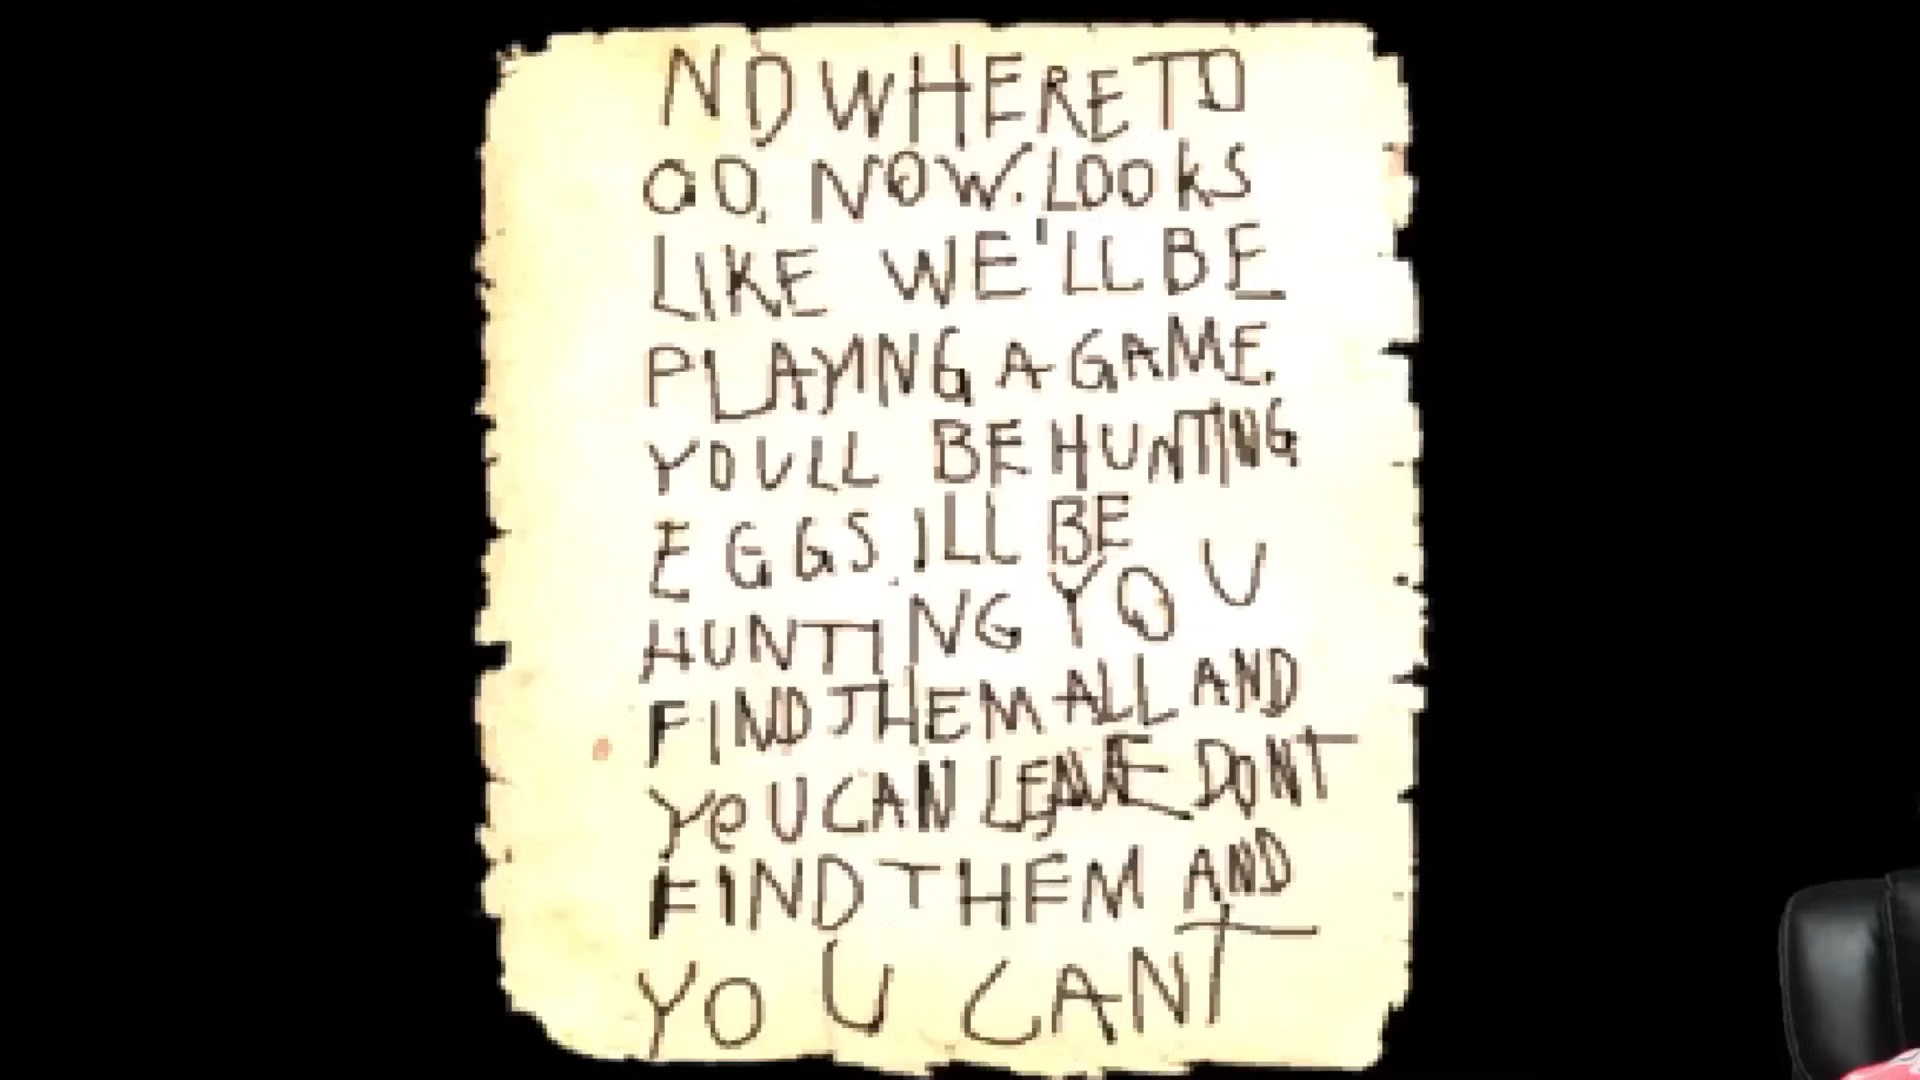 NOWHERE TO
GO. NOW. LOOKS
LIKE WE'LL BE
PLAYING A GAME.
YOULL BE HUNTING
EGGS. ILL BE
HUNTING YOU
FIND THEM ALL AND
YOU CAN LEAVE DONT
FIND THEM AND
YOU CANT